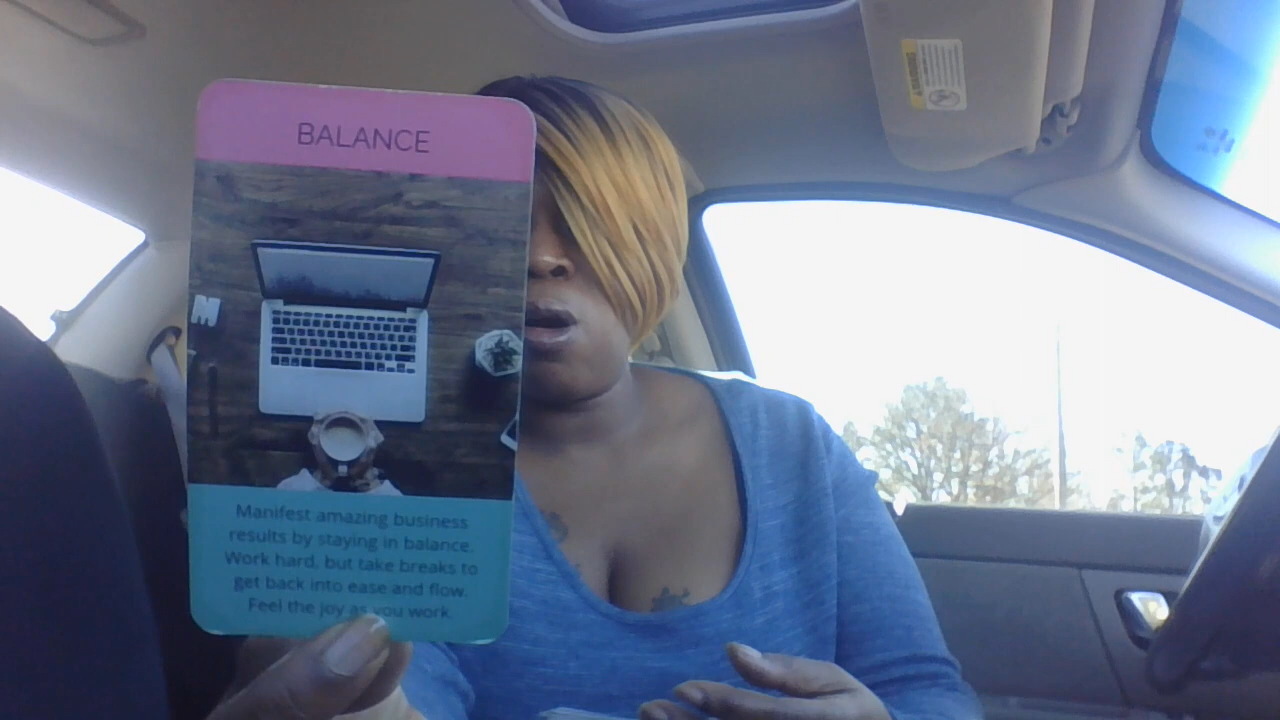 BALANCE
M
Manifest amazing business
results by staying in balance.
Work hard, but take breaks to
get back into ease and flow.
Feel the joy as you work.